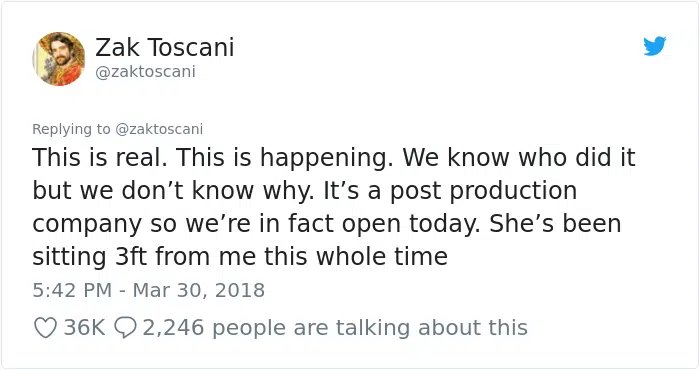 Zak Toscani
@zaktoscani
Replying to @zaktoscani
This is real. This is happening. We know who did it
but we don’t know why. It’s a post production
company so we’re in fact open today. She’s been
sitting 3ft from me this whole time
5:42 PM - Mar 30, 2018
36K 2,246 people are talking about this